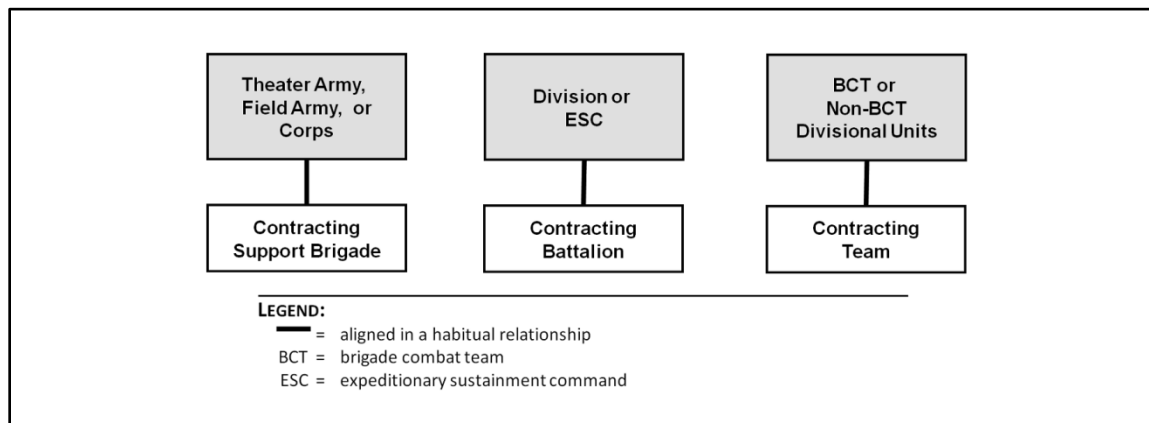 Theater Army,
Field Army, or
Corps
Division or
ESC
BCT or
Non-BCT
Divisional Units
Contracting
Support Brigade
Contracting
Battalion
Contracting
Team
LEGEND:
= aligned in a habitual relationship
BCT = brigade combat team
ESC = expeditionary sustainment command